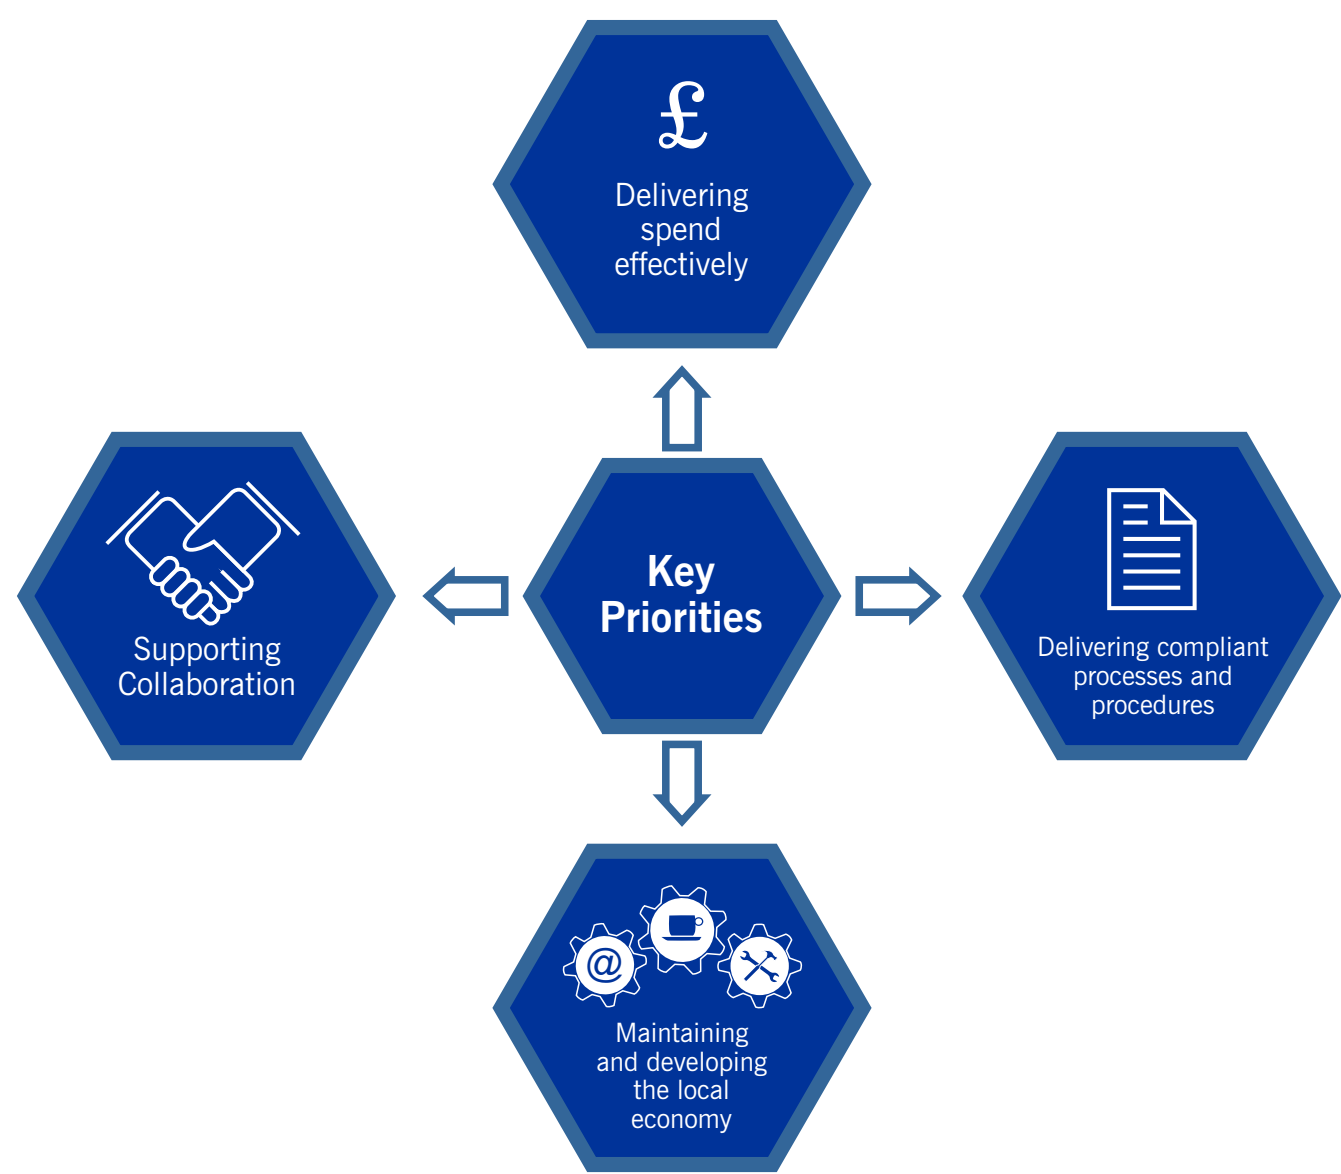 £
Delivering
spend
effectively
Supporting
Collaboration
Key
Priorities
Delivering compliant
processes and
procedures
@
Maintaining
and developing
the local
economy